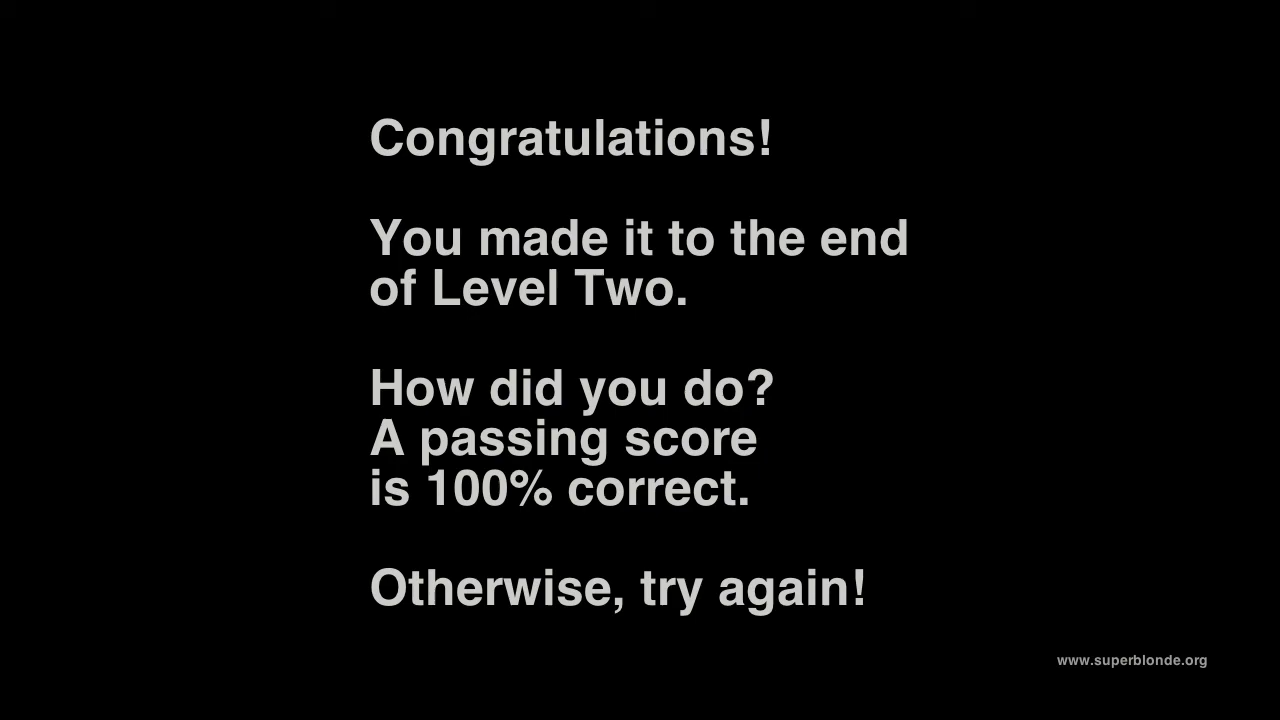 Congratulations!
You made it to the end
of Level Two.
How did you do?
A passing score
is 100% correct.
Otherwise, try again!
www.superblonde.org